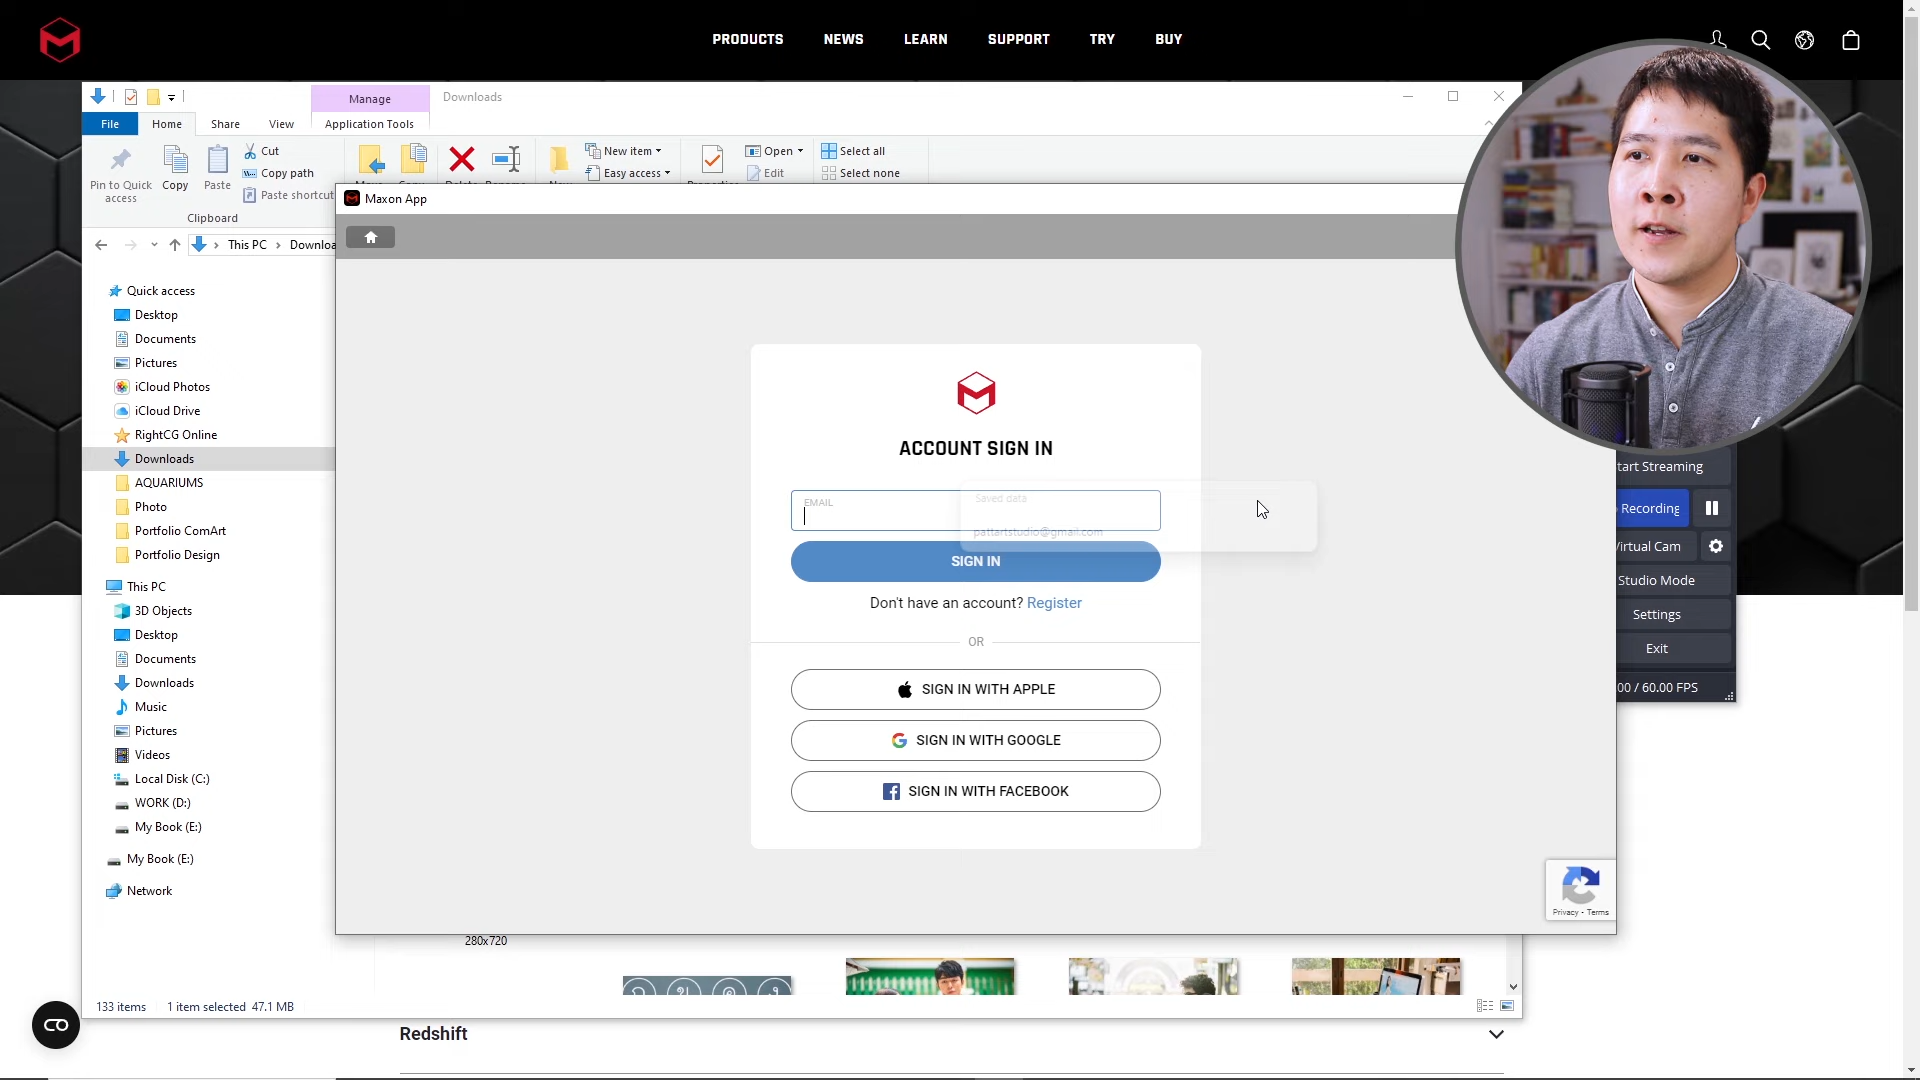 PRODUCTS NEWS LEARN SUPPORT TRY BUY
Manage Downloads
File Home Share View Application Tools
Pin to Quick access
Copy
Paste
Cut
Copy path
Paste shortcut
New item
Easy access
Open
Edit
Select all
Select none
Clipboard
This PC > Downloa
Maxon App
Quick access
Desktop
Documents
Pictures
iCloud Photos
iCloud Drive
RightCG Online
Downloads
AQUARIUMS
Photo
Portfolio ComArt
Portfolio Design
This PC
3D Objects
Desktop
Documents
Downloads
Music
Pictures
Videos
Local Disk (C:)
WORK (D:)
My Book (E:)
My Book (E:)
Network
133 items 1 item selected 47.1 MB
ACCOUNT SIGN IN
EMAIL
Saved data
pattartstudio@gmail.com
SIGN IN
Don't have an account? Register
OR
SIGN IN WITH APPLE
SIGN IN WITH GOOGLE
SIGN IN WITH FACEBOOK
Privacy - Terms
280x720
tart Streaming
Recording
Virtual Cam
Studio Mode
Settings
Exit
00 / 60.00 FPS
Redshift